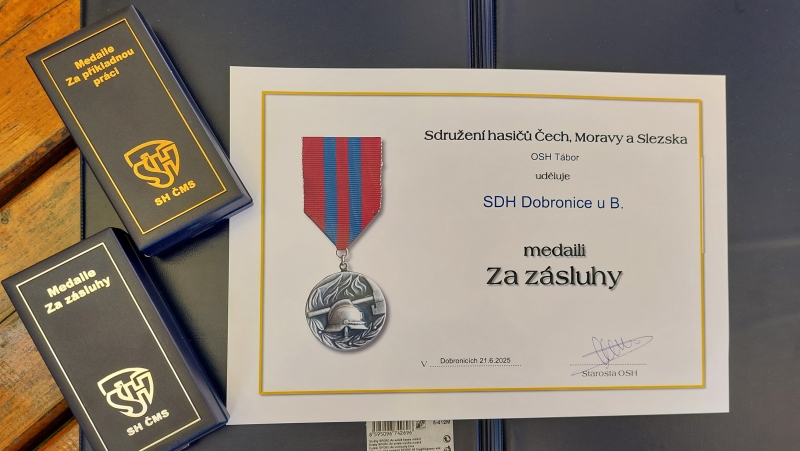 Medaile
Za příkladnou
práci
SH ČMS
Medaile
Za zásluhy
SH ČMS
Sdružení hasičů Čech, Moravy a Slezska
OSH Tábor
uděluje
SDH Dobronice u B.
medaili
Za zásluhy
V Dobronicích 21.6.2025
Starosta OSH